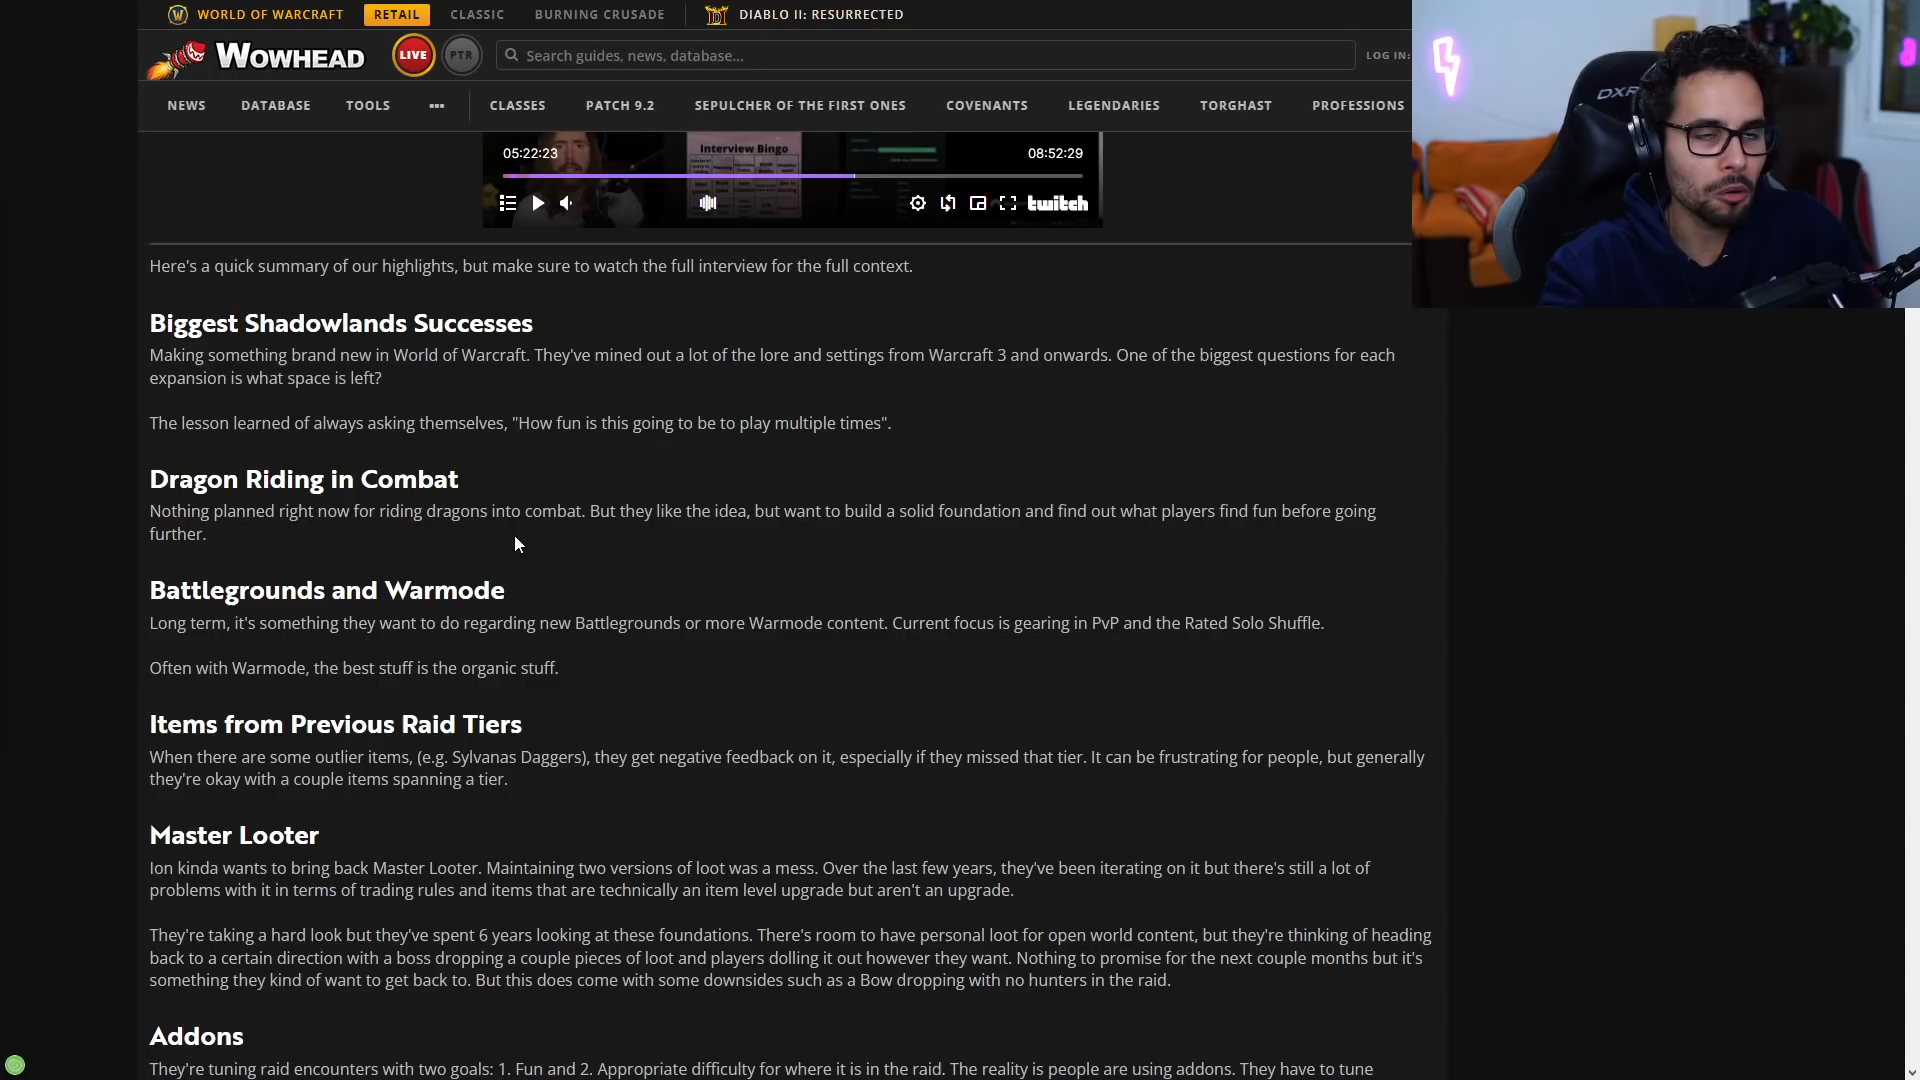 WORLD OF WARCRAFT RETAIL CLASSIC BURNING CRUSADE DIABLO II: RESURRECTED
WOWHEAD LIVE PTR Search guides, news, database... LOG IN:
NEWS DATABASE TOOLS ••• CLASSES PATCH 9.2 SEPULCHER OF THE FIRST ONES COVENANTS LEGENDARIES TORGHAST PROFESSIONS
Interview Bingo
05:22:23 08:52:29
twitch
Here's a quick summary of our highlights, but make sure to watch the full interview for the full context.
Biggest Shadowlands Successes
Making something brand new in World of Warcraft. They've mined out a lot of the lore and settings from Warcraft 3 and onwards. One of the biggest questions for each
expansion is what space is left?
The lesson learned of always asking themselves, "How fun is this going to be to play multiple times".
Dragon Riding in Combat
Nothing planned right now for riding dragons into combat. But they like the idea, but want to build a solid foundation and find out what players find fun before going
further.
Battlegrounds and Warmode
Long term, it's something they want to do regarding new Battlegrounds or more Warmode content. Current focus is gearing in PvP and the Rated Solo Shuffle.
Often with Warmode, the best stuff is the organic stuff.
Items from Previous Raid Tiers
When there are some outlier items, (e.g. Sylvanas Daggers), they get negative feedback on it, especially if they missed that tier. It can be frustrating for people, but generally
they're okay with a couple items spanning a tier.
Master Looter
Ion kinda wants to bring back Master Looter. Maintaining two versions of loot was a mess. Over the last few years, they've been iterating on it but there's still a lot of
problems with it in terms of trading rules and items that are technically an item level upgrade but aren't an upgrade.
They're taking a hard look but they've spent 6 years looking at these foundations. There's room to have personal loot for open world content, but they're thinking of heading
back to a certain direction with a boss dropping a couple pieces of loot and players dolling it out however they want. Nothing to promise for the next couple months but it's
something they kind of want to get back to. But this does come with some downsides such as a Bow dropping with no hunters in the raid.
Addons
They're tuning raid encounters with two goals: 1. Fun and 2. Appropriate difficulty for where it is in the raid. The reality is people are using addons. They have to tune